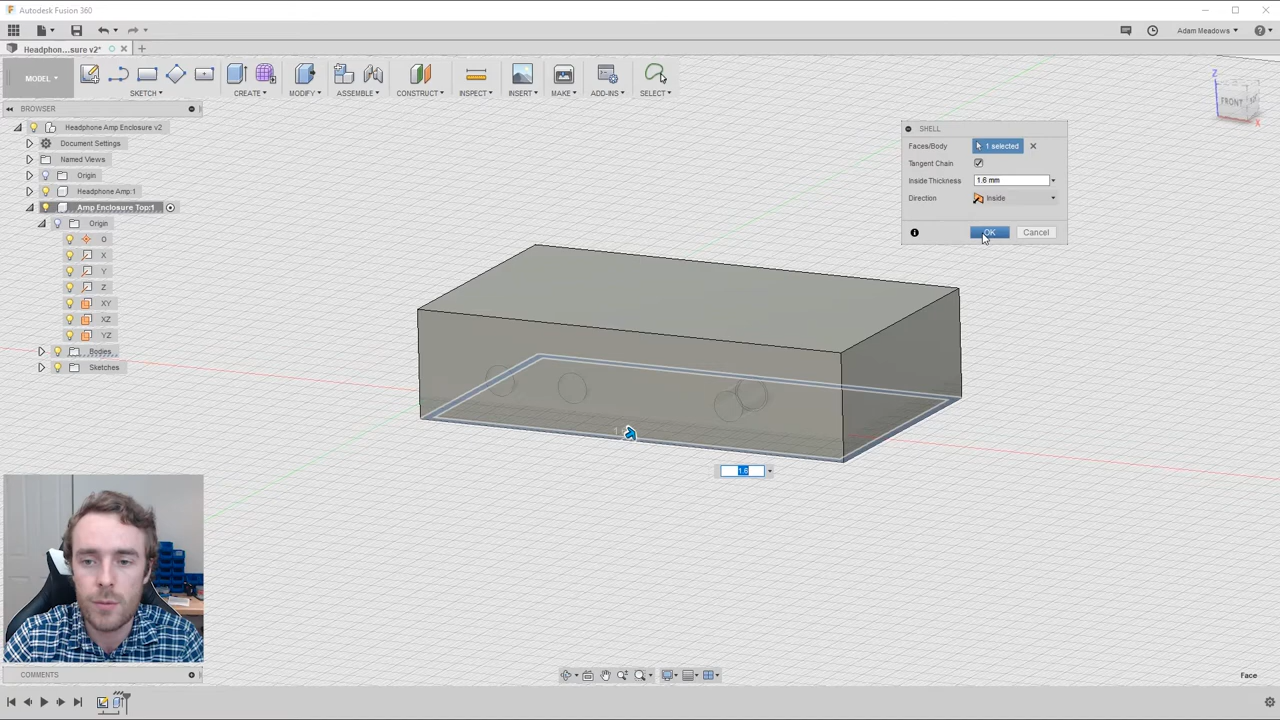 Autodesk Fusion 360
Adam Meadows
Headphon...sure v2*
MODEL
SKETCH
CREATE
MODIFY
ASSEMBLE
CONSTRUCT
INSPECT
INSERT
MAKE
ADD-INS
SELECT
BROWSER
Headphone Amp Enclosure v2
Document Settings
Named Views
Origin
Headphone Amp:1
Amp Enclosure Top:1
Origin
O
X
Y
Z
XY
XZ
YZ
Bodies
Sketches
Z
FRONT
X
SHELL
Faces/Body 1 selected
Tangent Chain
Inside Thickness 1.6 mm
Direction Inside
OK Cancel
1.6
COMMENTS
Face